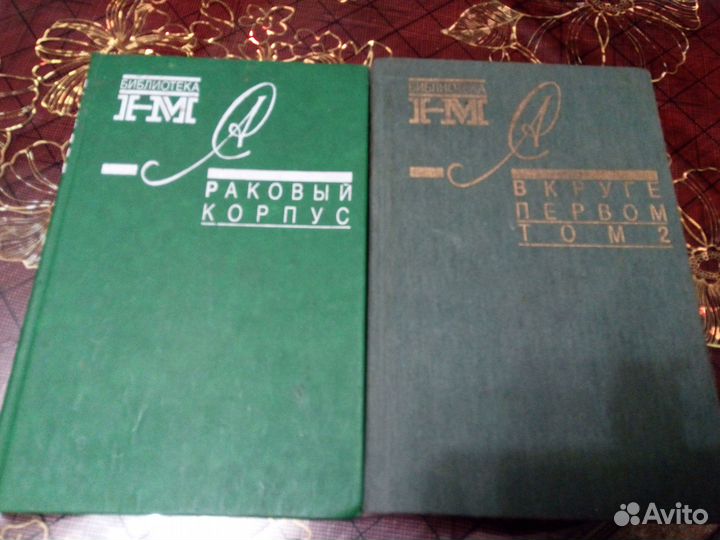 БИБЛИОТЕКА
НМ
РАКОВЫЙ
КОРПУС
БИБЛИОТЕКА
НМ
В КРУГЕ
ПЕРВОМ
ТОМ 2
Avito